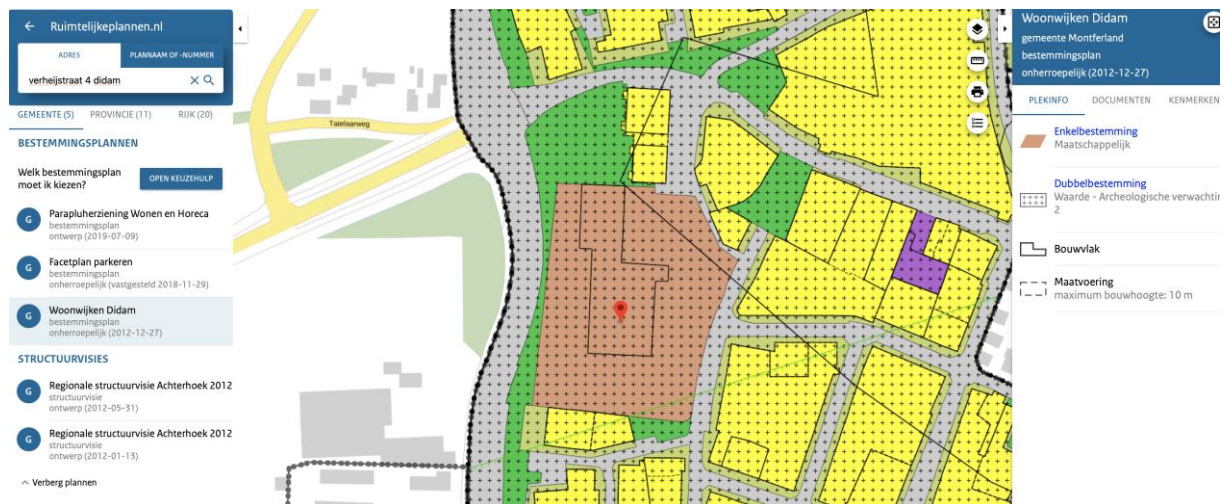 Ruimtelijkeplannen.nl
ADRES
PLANNAAM OF -NUMMER
verheijstraat 4 didam
GEMEENTE (5)
PROVINCIE (11)
RIJK (20)
BESTEMMINGSPLANNEN
Welk bestemmingsplan
moet ik kiezen?
OPEN KEUZEHULP
G
Parapluherziening Wonen en Horeca
bestemmingsplan
ontwerp (2019-07-09)
G
Facetplan parkeren
bestemmingsplan
onherroepelijk (vastgesteld 2018-11-29)
G
Woonwijken Didam
bestemmingsplan
onherroepelijk (2012-12-27)
STRUCTUURVISIES
G
Regionale structuurvisie Achterhoek 2012
structuurvisie
ontwerp (2012-05-31)
G
Regionale structuurvisie Achterhoek 2012
structuurvisie
ontwerp (2012-01-13)
Verberg plannen
Tatelaarweg
Woonwijken Didam
gemeente Montferland
bestemmingsplan
onherroepelijk (2012-12-27)
PLEKINFO
DOCUMENTEN
KENMERKEN
Enkelbestemming
Maatschappelijk
Dubbelbestemming
Waarde - Archeologische verwachtin
2
Bouwvlak
Maatvoering
maximum bouwhoogte: 10 m